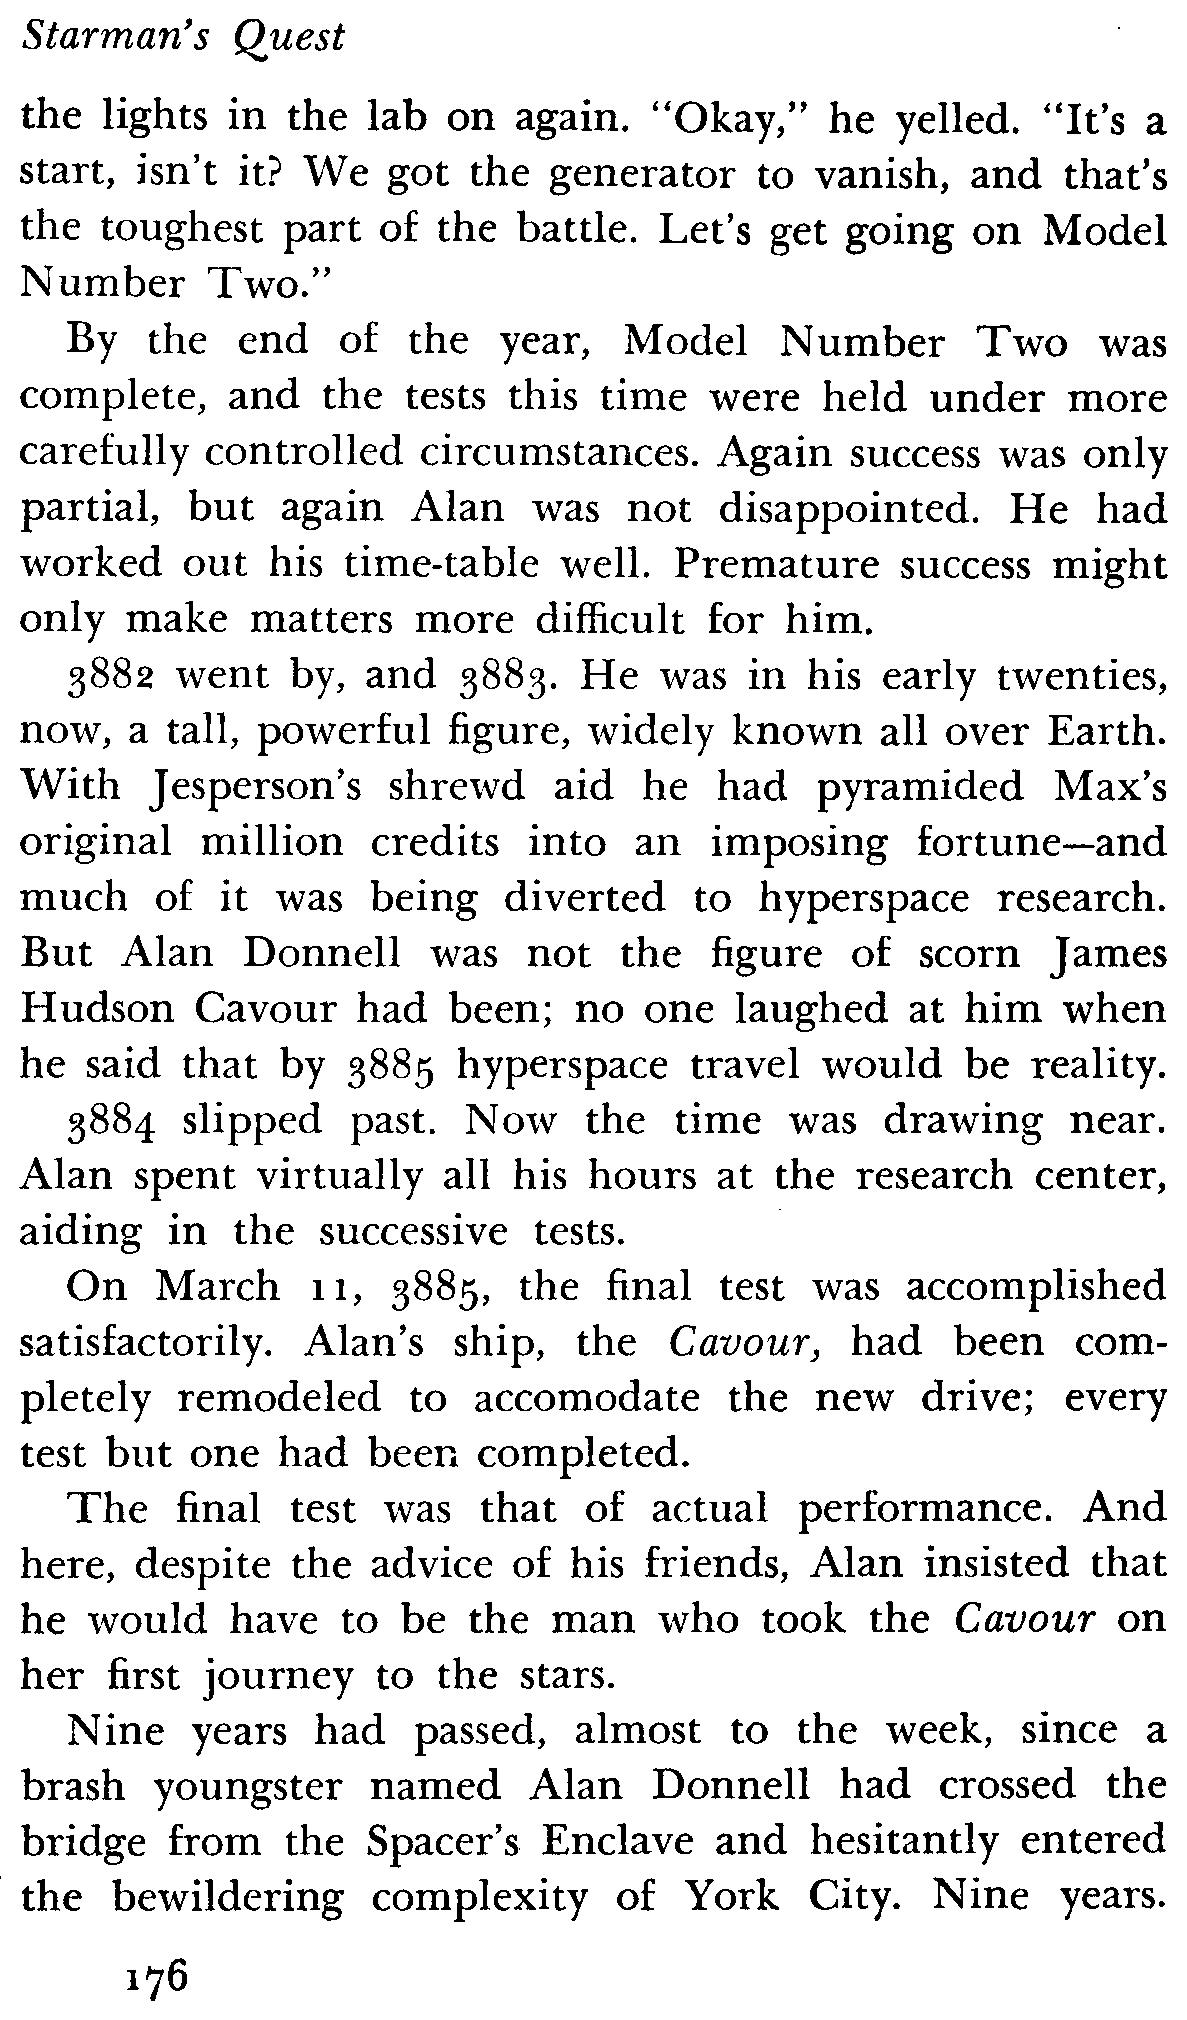 Starman's Quest
the lights in the lab on again. “Okay,” he yelled. “It's a
start, isn't it? We got the generator to vanish, and that's
the toughest part of the battle. Let's get going on Model
Number Two.”
By the end of the year, Model Number Two was
complete, and the tests this time were held under more
carefully controlled circumstances. Again success was only
partial, but again Alan was not disappointed. He had
worked out his time-table well. Premature success might
only make matters more difficult for him.
3882 went by, and 3883. He was in his early twenties,
now, a tall, powerful figure, widely known all over Earth.
With Jesperson's shrewd aid he had pyramided Max's
original million credits into an imposing fortune—and
much of it was being diverted to hyperspace research.
But Alan Donnell was not the figure of scorn James
Hudson Cavour had been; no one laughed at him when
he said that by 3885 hyperspace travel would be reality.
3884 slipped past. Now the time was drawing near.
Alan spent virtually all his hours at the research center,
aiding in the successive tests.
On March 11, 3885, the final test was accomplished
satisfactorily. Alan's ship, the Cavour, had been com-
pletely remodeled to accomodate the new drive; every
test but one had been completed.
The final test was that of actual performance. And
here, despite the advice of his friends, Alan insisted that
he would have to be the man who took the Cavour on
her first journey to the stars.
Nine years had passed, almost to the week, since a
brash youngster named Alan Donnell had crossed the
bridge from the Spacer's Enclave and hesitantly entered
the bewildering complexity of York City. Nine years.
176